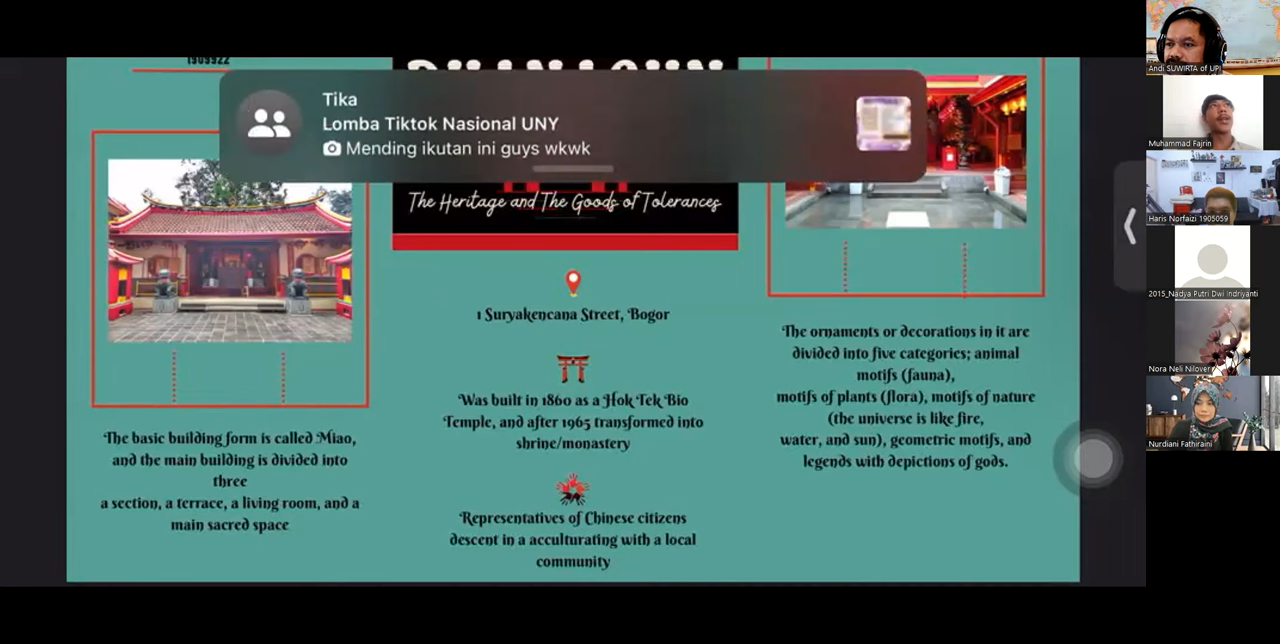 Tika
Lomba Tiktok Nasional UNY
Mending ikutan ini guys wkwk
The Heritage and The Goods of Tolerances
1 Suryakencana Street, Bogor
Was built in 1860 as a Hok Tek Bio
Temple, and after 1965 transformed into
shrine/monastery
Representatives of Chinese citizens
descent in a acculturating with a local
community
The basic building form is called Miao,
and the main building is divided into
three
a section, a terrace, a living room, and a
main sacred space
The ornaments or decorations in it are
divided into five categories; animal
motifs (fauna),
motifs of plants (flora), motifs of nature
(the universe is like fire,
water, and sun), geometric motifs, and
legends with depictions of gods.
Andi SUWIRTA of UPI
Muhammad Fajrin
Haris Norfaizi 1905059
2015_Nadya Putri Dwi Indriyanti
Nora Neli Nilover
Nurdiani Fathiraini